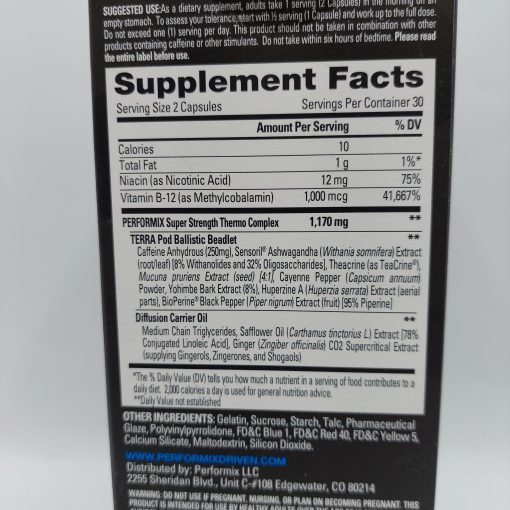 SUGGESTED USE: As a dietary supplement, adults take 1 serving (2 Capsules) in the morning on an
empty stomach. To assess your tolerance, start with ½ serving (1 Capsule) and work up to the full dose.
Do not exceed one (1) serving per day. This product should not be taken in combination with other
products containing caffeine or other stimulants. Do not take within six hours of bedtime. Please read
the entire label before use.
Supplement Facts
Serving Size 2 Capsules Servings Per Container 30
Amount Per Serving % DV
Calories 10
Total Fat 1 g 1%*
Niacin (as Nicotinic Acid) 12 mg 75%
Vitamin B-12 (as Methylcobalamin) 1,000 mcg 41,667%
PERFORMIX Super Strength Thermo Complex 1,170 mg **
TERRA Pod Ballistic Beadlet **
Caffeine Anhydrous (250mg), Sensoril® Ashwagandha (Withania somnifera) Extract
(root/leaf) [8% Withanolides and 32% Oligosaccharides], Theacrine (as TeaCrine®),
Mucuna pruriens Extract (seed) [4:1], Cayenne Pepper (Capsicum annuum)
Powder, Yohimbe Bark Extract (8%), Huperzine A (Huperzia serrata) Extract (aerial
parts), BioPerine® Black Pepper (Piper nigrum) Extract (fruit) [95% Piperine]
Diffusion Carrier Oil **
Medium Chain Triglycerides, Safflower Oil (Carthamus tinctorius L) Extract [78%
Conjugated Linoleic Acid], Ginger (Zingiber officinalis) CO2 Supercritical Extract
(supplying Gingerols, Zingerones, and Shogaols)
*The % Daily Value (DV) tells you how much a nutrient in a serving of food contributes to a
daily diet. 2,000 calories a day is used for general nutrition advice.
**Daily Value not established
OTHER INGREDIENTS: Gelatin, Sucrose, Starch, Talc, Pharmaceutical
Glaze, Polyvinylpyrrolidone, FD&C Blue 1, FD&C Red 40, FD&C Yellow 5,
Calcium Silicate, Maltodextrin, Silicon Dioxide.
WWW.PERFORMIXDRIVEN.COM
Distributed by: Performix LLC
2255 Sheridan Blvd., Unit C-#108 Edgewater, CO 80214
WARNING: DO NOT USE IF PREGNANT, NURSING, OR PLAN ON BECOMING PREGNANT. THIS
PRODUCT IS INTENDED FOR USE BY HEALTHY ADULTS OVER THE AGE